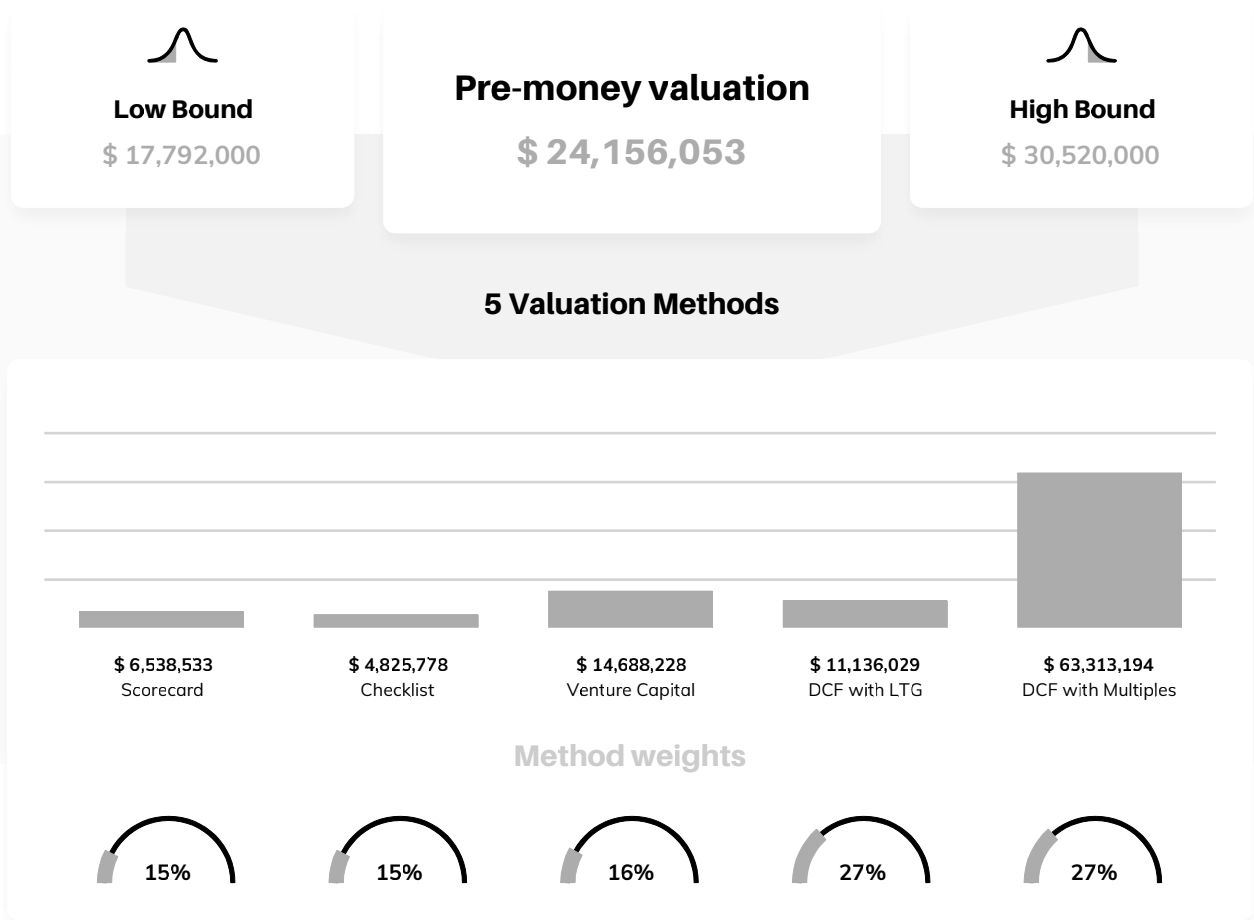 Low Bound
$ 17,792,000
Pre-money valuation
$ 24,156,053
High Bound
$ 30,520,000
5 Valuation Methods
$ 6,538,533
Scorecard
$ 4,825,778
Checklist
$ 14,688,228
Venture Capital
$ 11,136,029
DCF with LTG
$ 63,313,194
DCF with Multiples
Method weights
15%
15%
16%
27%
27%